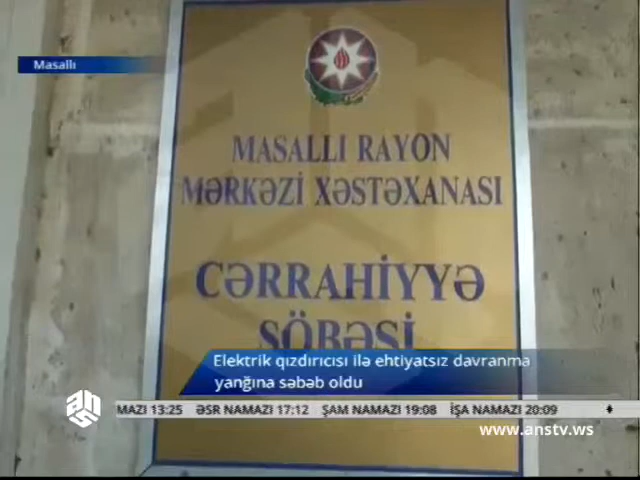 Masallı
MASALLI RAYON
MƏRKƏZİ XƏSTƏXANASI
CƏRRAHİYYƏ
ŞÖBƏSİ
Elektrik qızdırıcısı ilə ehtiyatsız davranma
yanğına səbəb oldu
MAZI 13:25 ƏSR NAMAZI 17:12 ŞAM NAMAZI 19:08 İŞA NAMAZI 20:09
www.anstv.ws